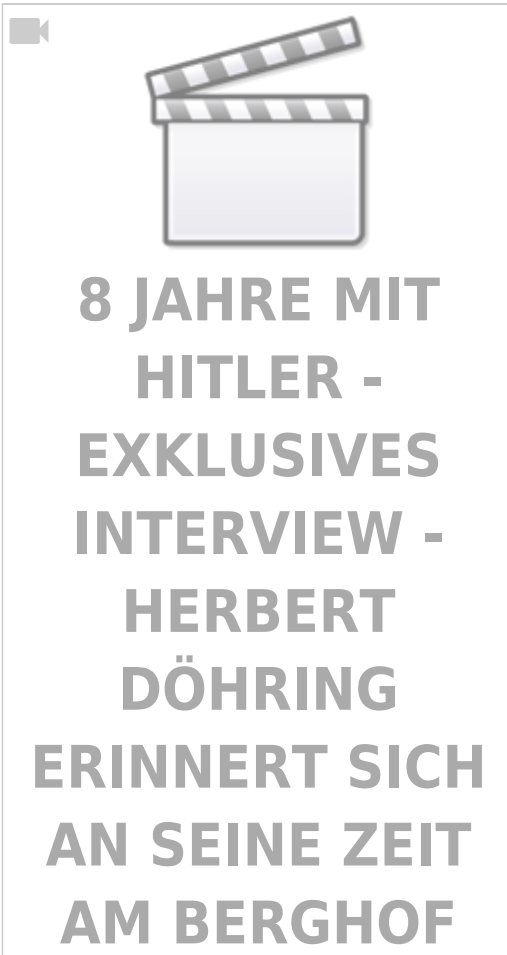 8 JAHRE MIT
HITLER -
EXKLUSIVES
INTERVIEW -
HERBERT
DÖHRING
ERINNERT SICH
AN SEINE ZEIT
AM BERGHOF